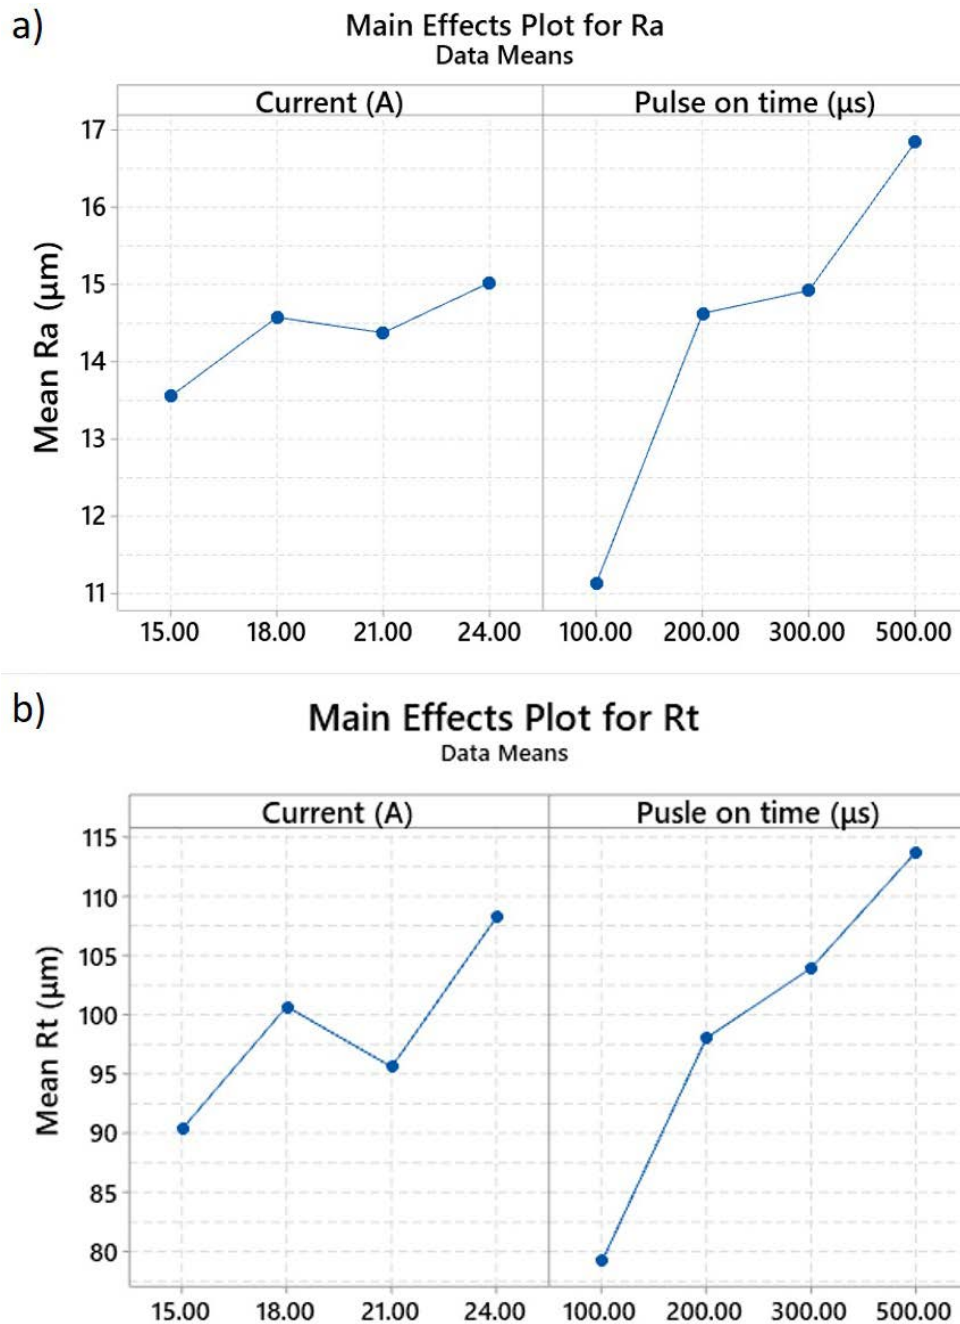 a)
Main Effects Plot for Ra
Data Means
Current (A) Pulse on time (µs)
Mean Ra (µm)
17
16
15
14
13
12
11
15.00 18.00 21.00 24.00 100.00 200.00 300.00 500.00
b)
Main Effects Plot for Rt
Data Means
Current (A) Pusle on time (µs)
Mean Rt (µm)
115
110
105
100
95
90
85
80
15.00 18.00 21.00 24.00 100.00 200.00 300.00 500.00